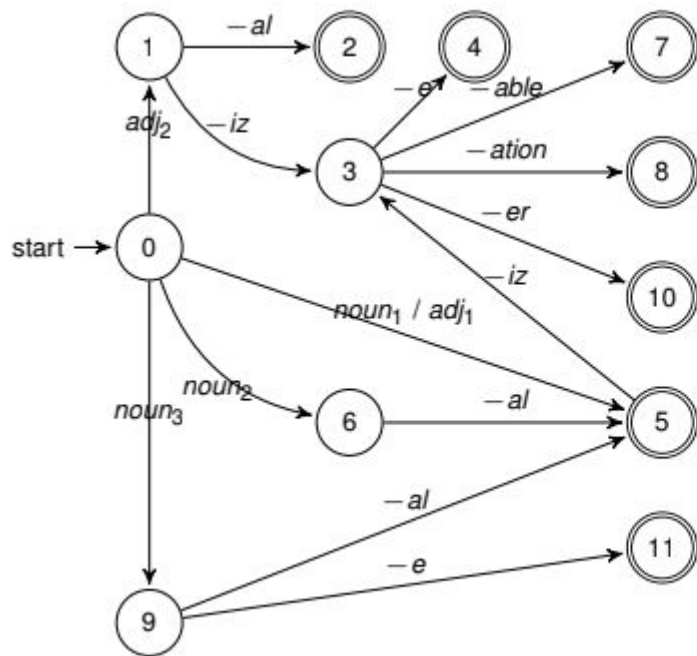 1 –al 2 4 7
–e –able
adj2 –iz
3 –ation 8
–er
start 0
–iz 10
noun1 / adj1
noun2
noun3 6 –al 5
–al
11
–e
9